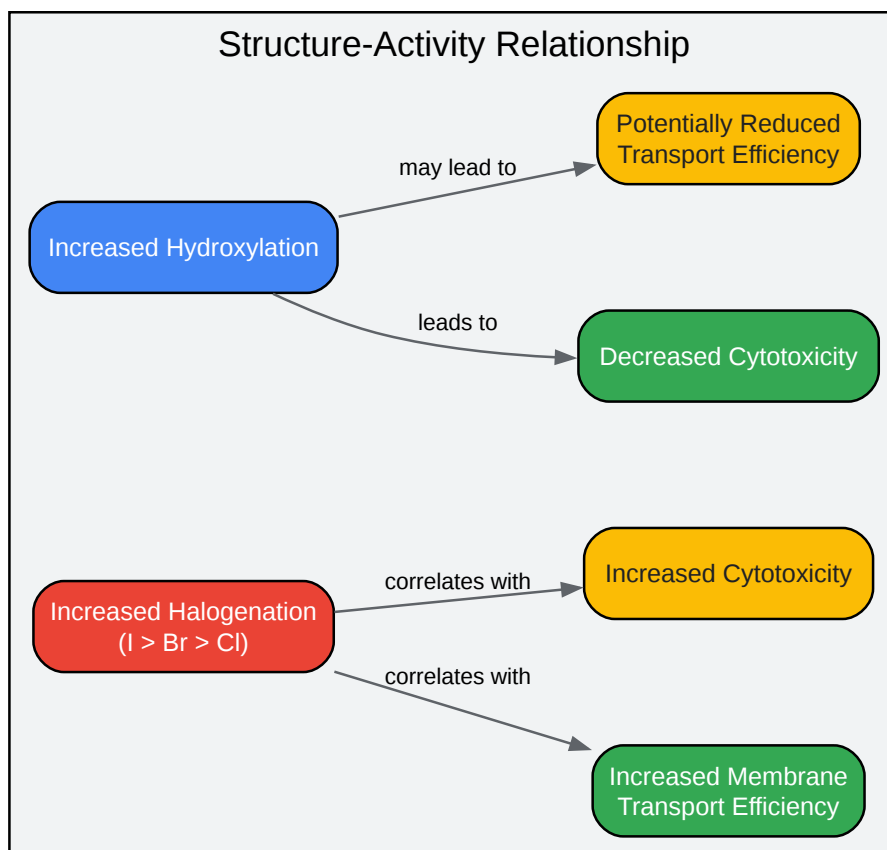 Structure-Activity Relationship
Potentially Reduced
Transport Efficiency
may lead to
Increased Hydroxylation
leads to
Decreased Cytotoxicity
Increased Cytotoxicity
correlates with
Increased Halogenation
(I > Br > Cl)
correlates with
Increased Membrane
Transport Efficiency